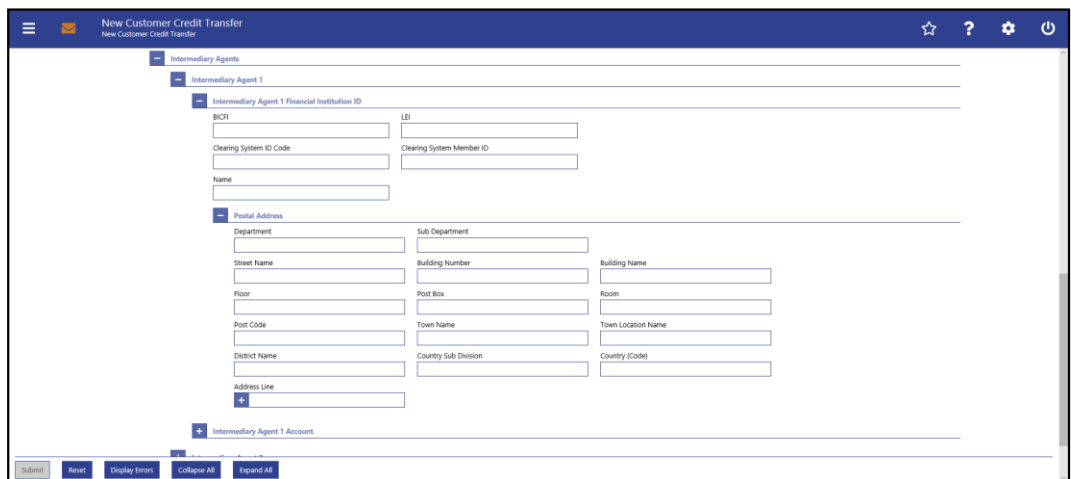 New Customer Credit Transfer
New Customer Credit Transfer
Intermediary Agents
Intermediary Agent 1
Intermediary Agent 1 Financial Institution ID
BICFI LEI
Clearing System ID Code Clearing System Member ID
Name
Postal Address
Department Sub Department
Street Name Building Number Building Name
Floor Post Box Room
Post Code Town Name Town Location Name
District Name Country Sub Division Country (Code)
Address Line
Intermediary Agent 1 Account
Submit Reset Display Errors Collapse All Expand All